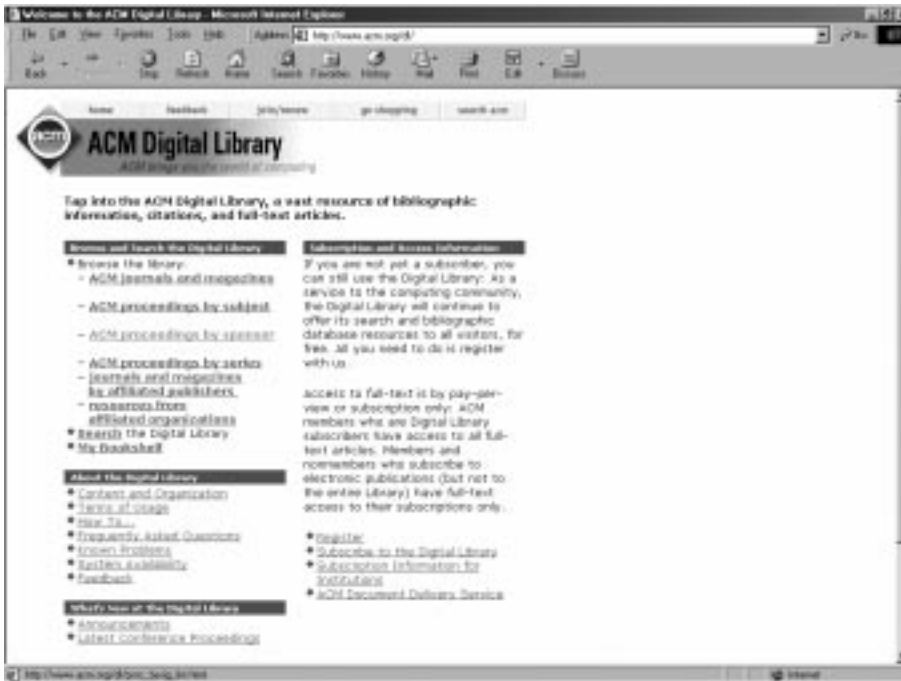 Welcome to the ACM Digital Library - Microsoft Internet Explorer
File Edit View Favorites Tools Help Address http://www.acm.org/dl/
Back Stop Refresh Home Search Favorites History Mail Print Edit Discuss
home feedback join/renew go shopping search acm
acm
ACM Digital Library
ACM brings you the world of computing
Tap into the ACM Digital Library, a vast resource of bibliographic
information, citations, and full-text articles.
Browse and Search the Digital Library
Browse the library:
- ACM journals and magazines
- ACM proceedings by subject
- ACM proceedings by sponsor
- ACM proceedings by series
- journals and magazines
by affiliated publishers
- resources from
affiliated organizations
Search the Digital Library
My Bookshelf
About the Digital Library
Content and Organization
Terms of Usage
How To...
Frequently Asked Questions
Known Problems
System Availability
Feedback
What's New at the Digital Library
Announcements
Latest Conference Proceedings
Subscription and Access Information
If you are not yet a subscriber, you
can still use the Digital Library: As a
service to the computing community,
the Digital Library will continue to
offer its search and bibliographic
database resources to all visitors, for
free. All you need to do is register
with us.
Access to full-text is by pay-per-
view or subscription only: ACM
members who are Digital Library
subscribers have access to all full-
text articles. Members and
nonmembers who subscribe to
electronic publications (but not to
the entire Library) have full-text
access to their subscriptions only.
Register
Subscribe to the Digital Library
Subscription Information for
Institutions
ACM Document Delivery Service
Internet